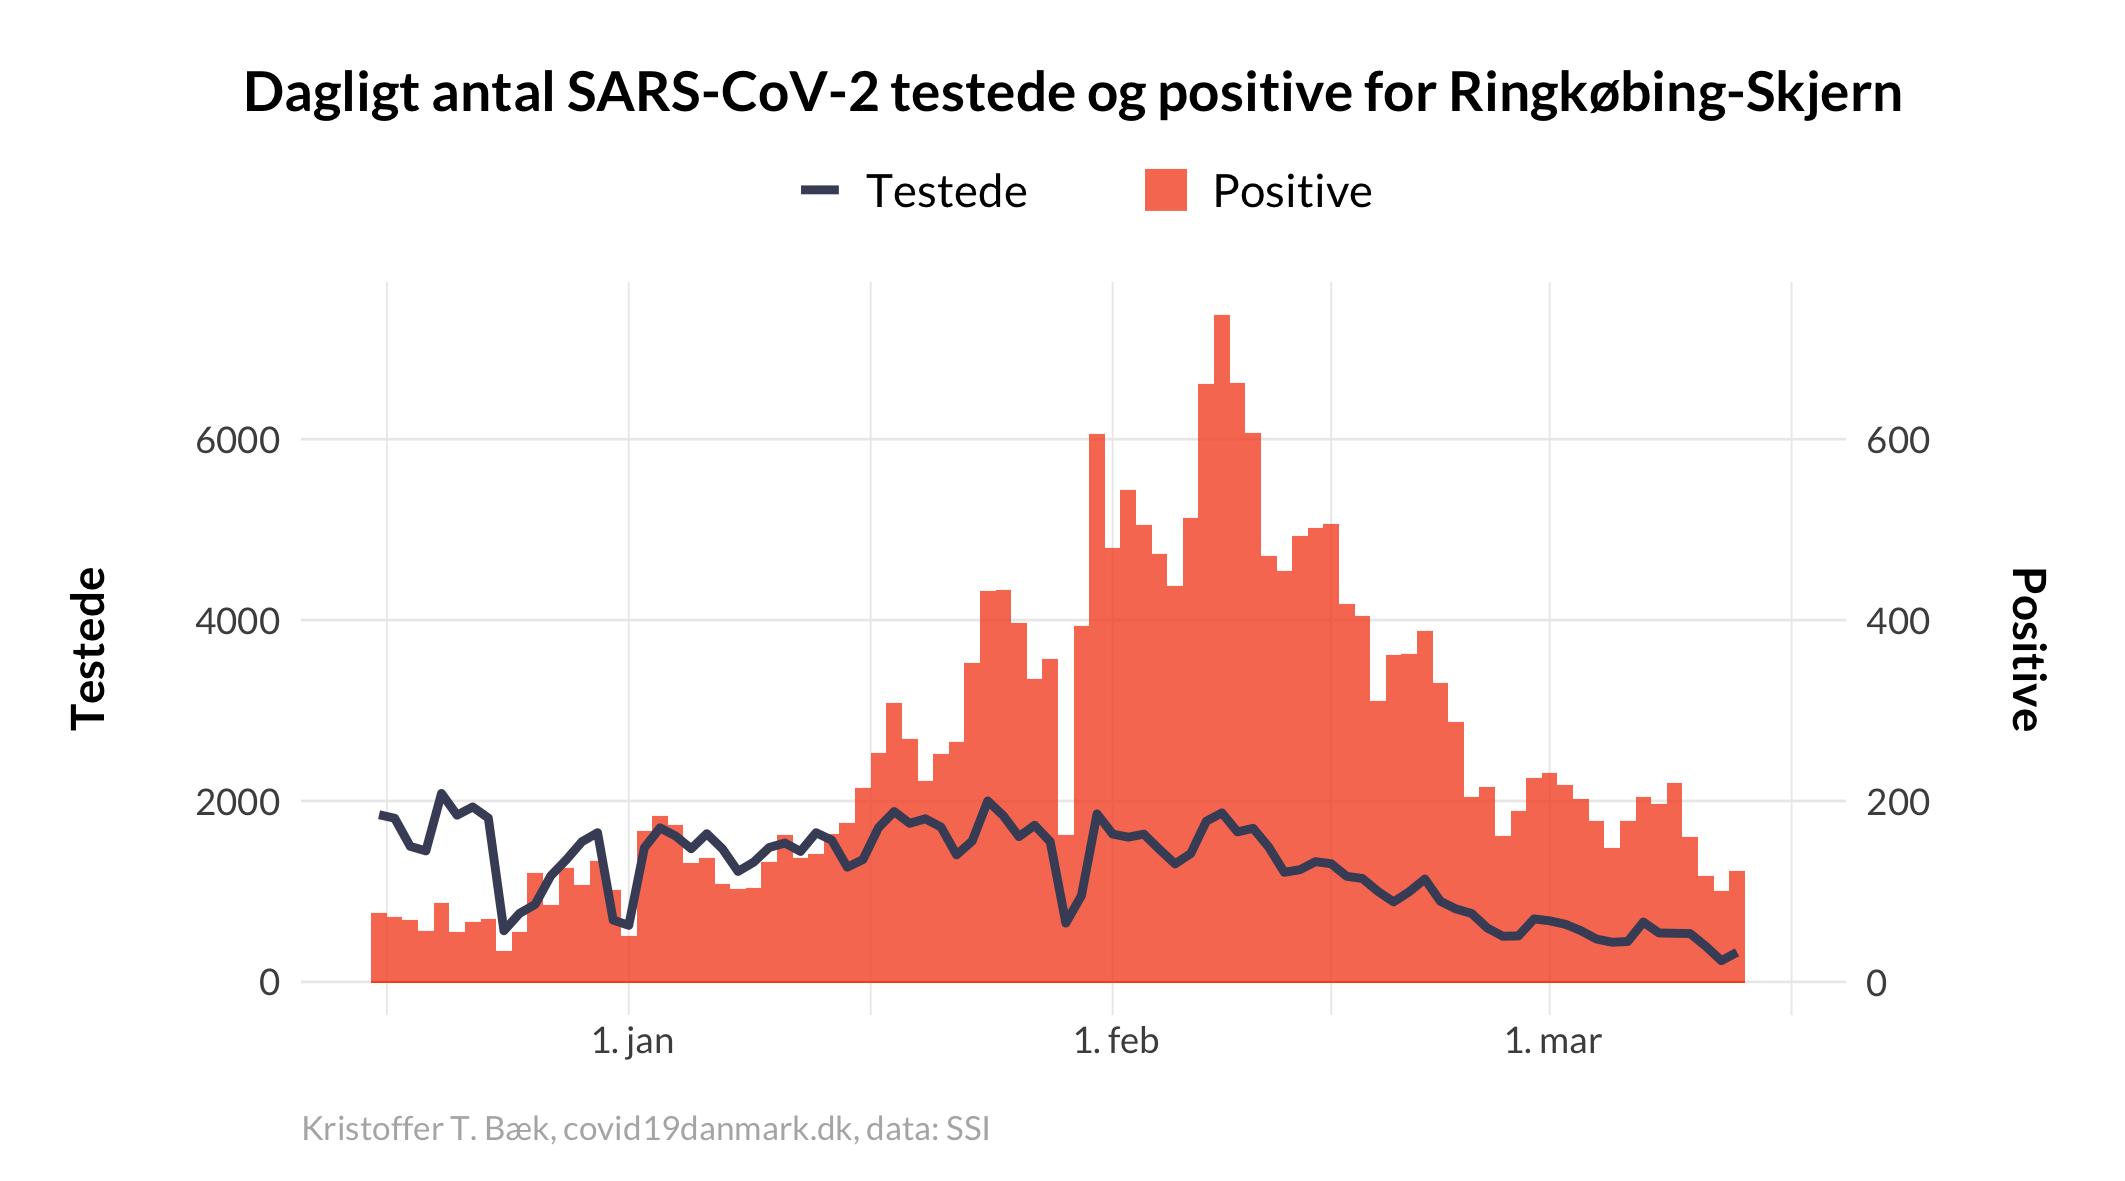 Dagligt antal SARS-CoV-2 testede og positive for Ringkøbing-Skjern
Testede
Positive
Testede
6000
4000
2000
0
600
400
200
0
Positive
1. jan
1. feb
1. mar
Kristoffer T. Bæk, covid19danmark.dk, data: SSI